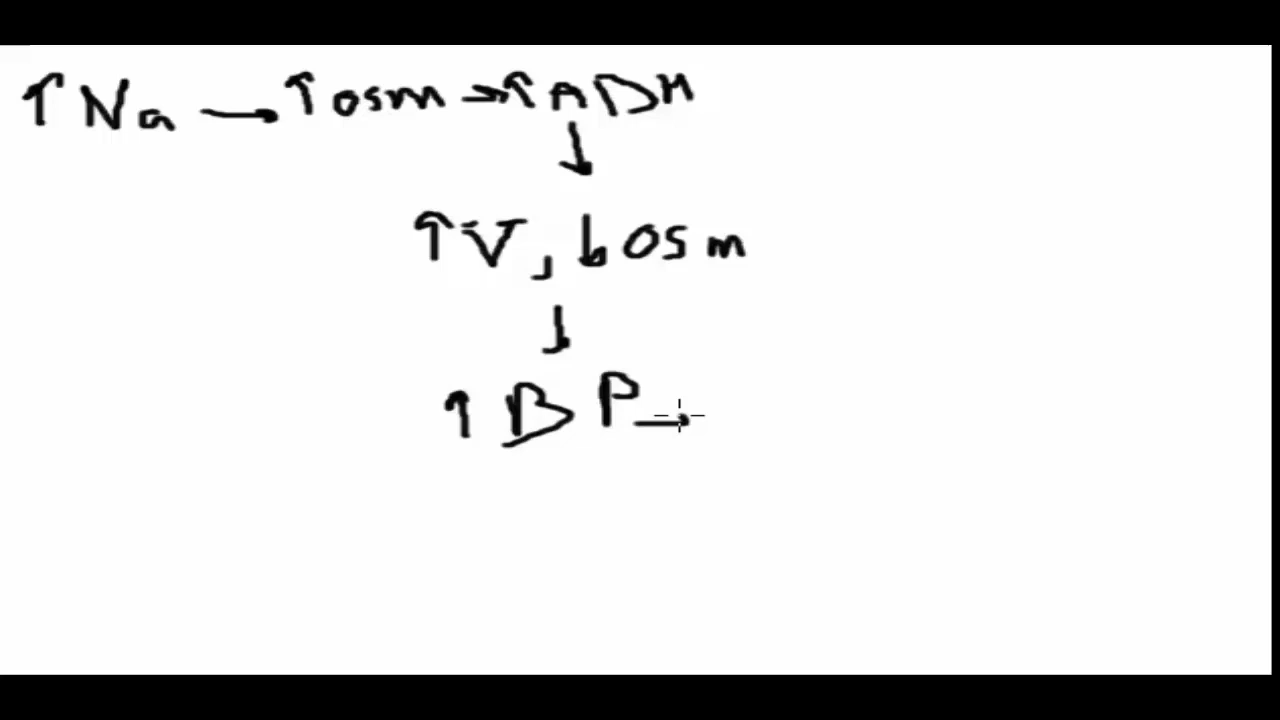 ↑ Na → ↑ osm → ↑ ADH
↓
↑ V, ↓ osm
↓
↑ BP →